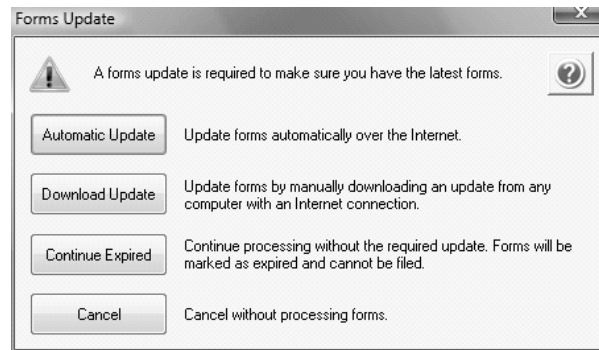 Forms Update
A forms update is required to make sure you have the latest forms.
?
Automatic Update
Update forms automatically over the Internet.
Download Update
Update forms by manually downloading an update from any
computer with an Internet connection.
Continue Expired
Continue processing without the required update. Forms will be
marked as expired and cannot be filed.
Cancel
Cancel without processing forms.